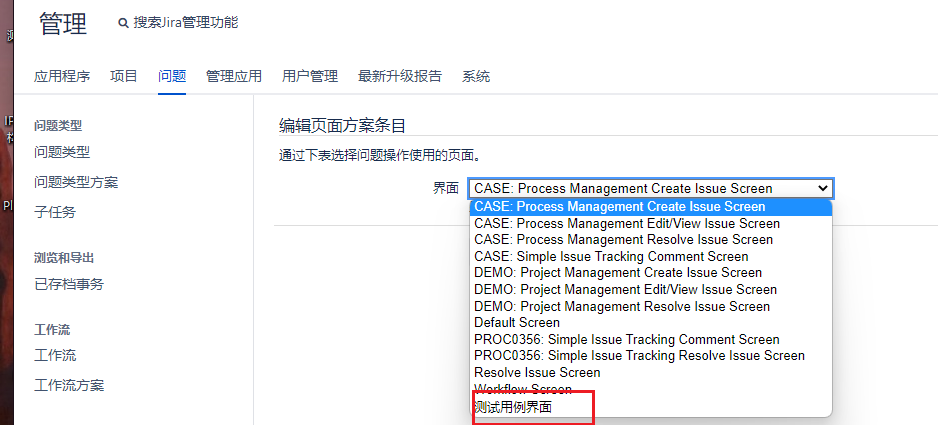 管理
搜索Jira管理功能
应用程序 项目 问题 管理应用 用户管理 最新升级报告 系统
问题类型
问题类型
问题类型方案
子任务
浏览和导出
已存档事务
工作流
工作流
工作流方案
编辑页面方案条目
通过下表选择问题操作使用的页面。
界面 CASE: Process Management Create Issue Screen
CASE: Process Management Create Issue Screen
CASE: Process Management Edit/View Issue Screen
CASE: Process Management Resolve Issue Screen
CASE: Simple Issue Tracking Comment Screen
DEMO: Project Management Create Issue Screen
DEMO: Project Management Edit/View Issue Screen
DEMO: Project Management Resolve Issue Screen
Default Screen
PROC0356: Simple Issue Tracking Comment Screen
PROC0356: Simple Issue Tracking Resolve Issue Screen
Resolve Issue Screen
Workflow Screen
测试用例界面